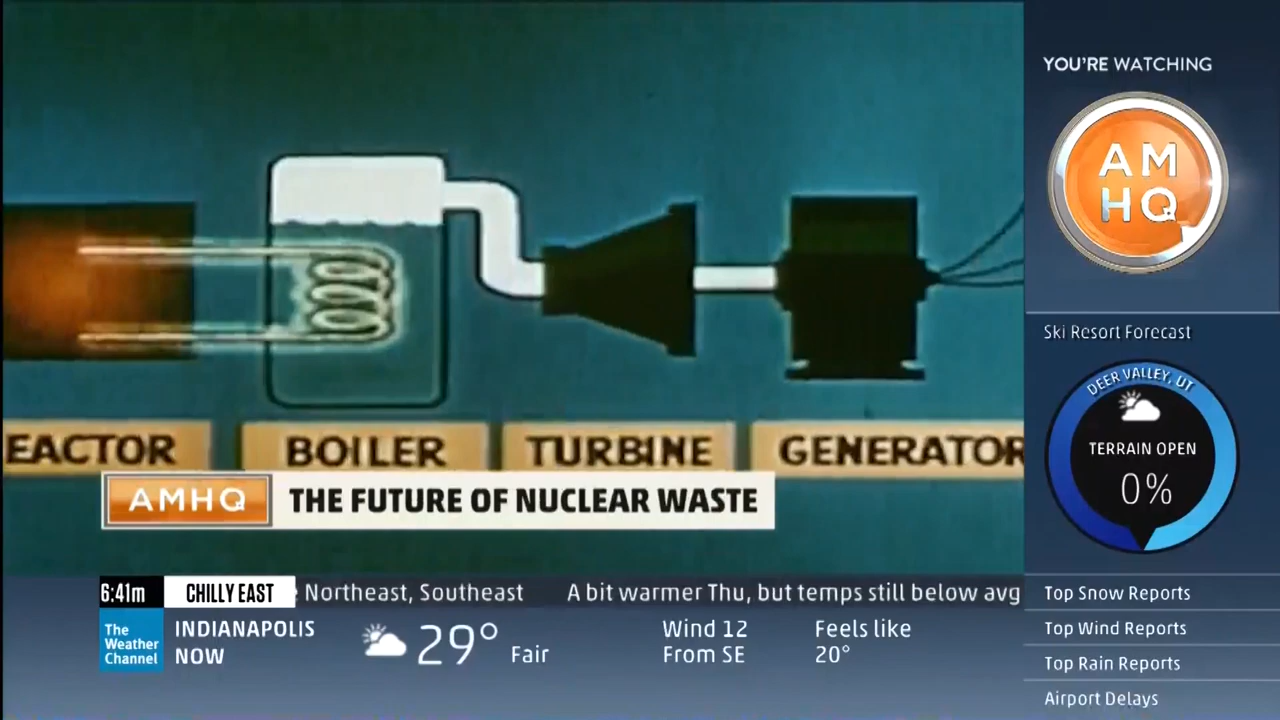 YOU'RE WATCHING
AM
HQ
EACTOR
BOILER
TURBINE
GENERATOR
AMHQ
THE FUTURE OF NUCLEAR WASTE
Ski Resort Forecast
DEER VALLEY, UT
TERRAIN OPEN
0%
6:41m
CHILLY EAST
Northeast, Southeast
A bit warmer Thu, but temps still below avg
The
Weather
Channel
INDIANAPOLIS
NOW
29°
Fair
Wind 12
From SE
Feels like
20°
Top Snow Reports
Top Wind Reports
Top Rain Reports
Airport Delays